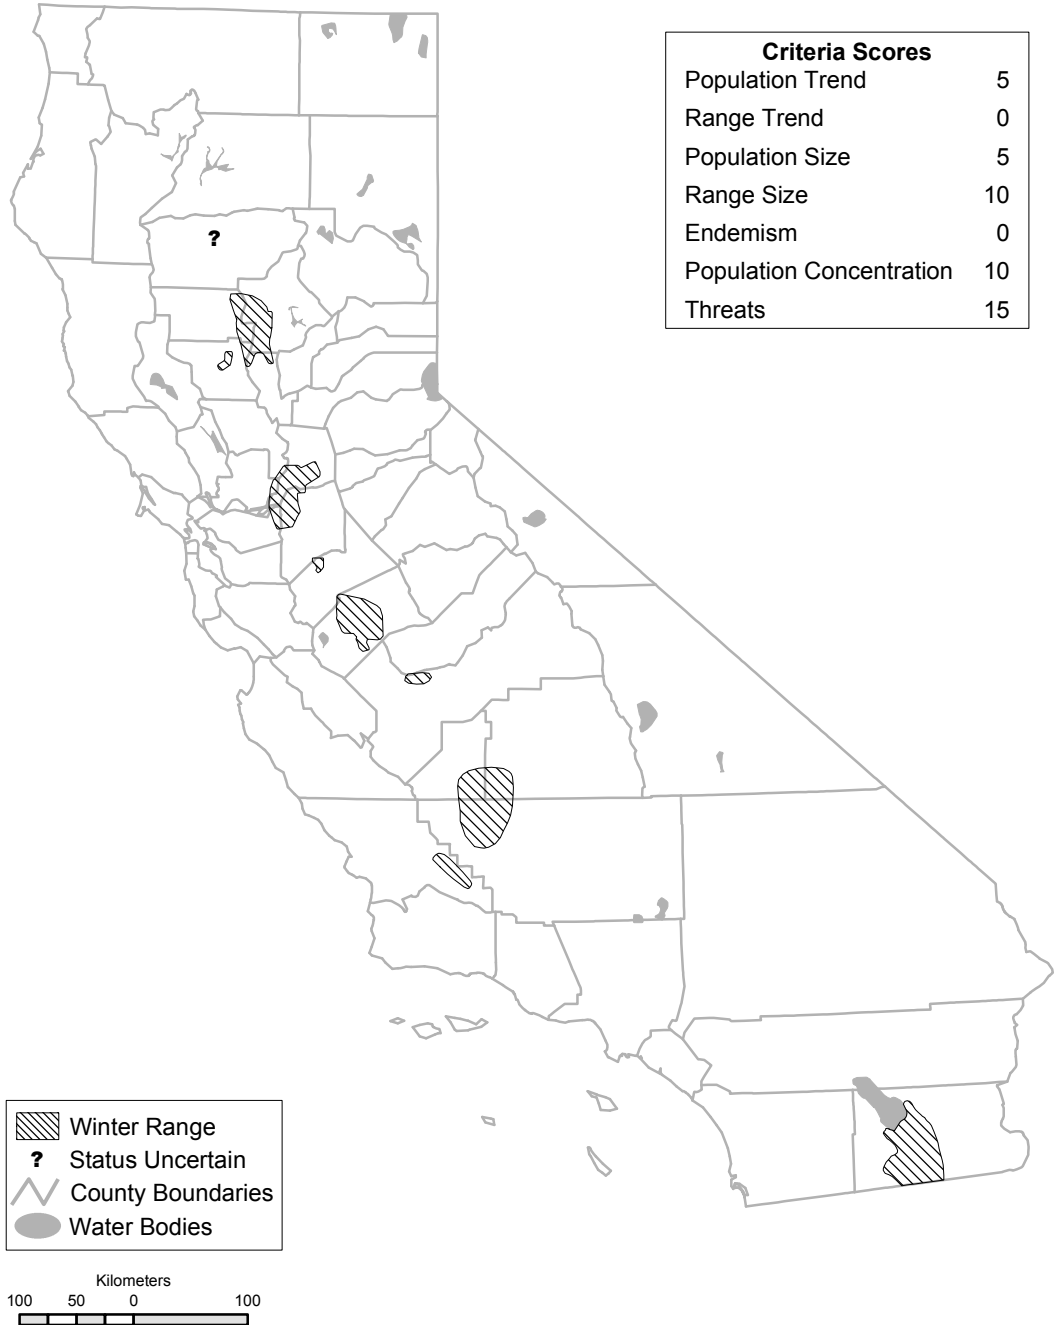 Criteria Scores
Population Trend 5
Range Trend 0
Population Size 5
Range Size 10
Endemism 0
Population Concentration 10
Threats 15
?
Winter Range
? Status Uncertain
County Boundaries
Water Bodies
Kilometers
100 50 0 100